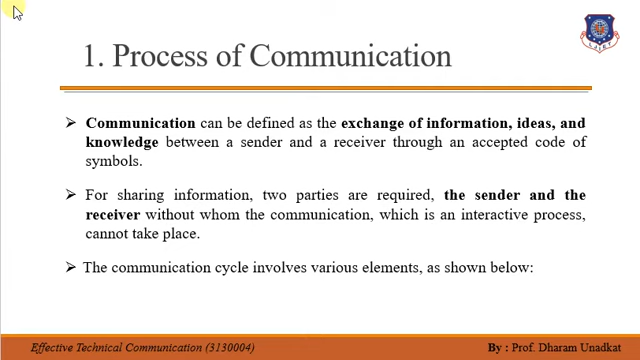 1. Process of Communication
➢ Communication can be defined as the exchange of information, ideas, and
knowledge between a sender and a receiver through an accepted code of
symbols.
➢ For sharing information, two parties are required, the sender and the
receiver without whom the communication, which is an interactive process,
cannot take place.
➢ The communication cycle involves various elements, as shown below:
Effective Technical Communication (3130004)
By : Prof. Dharam Unadkat